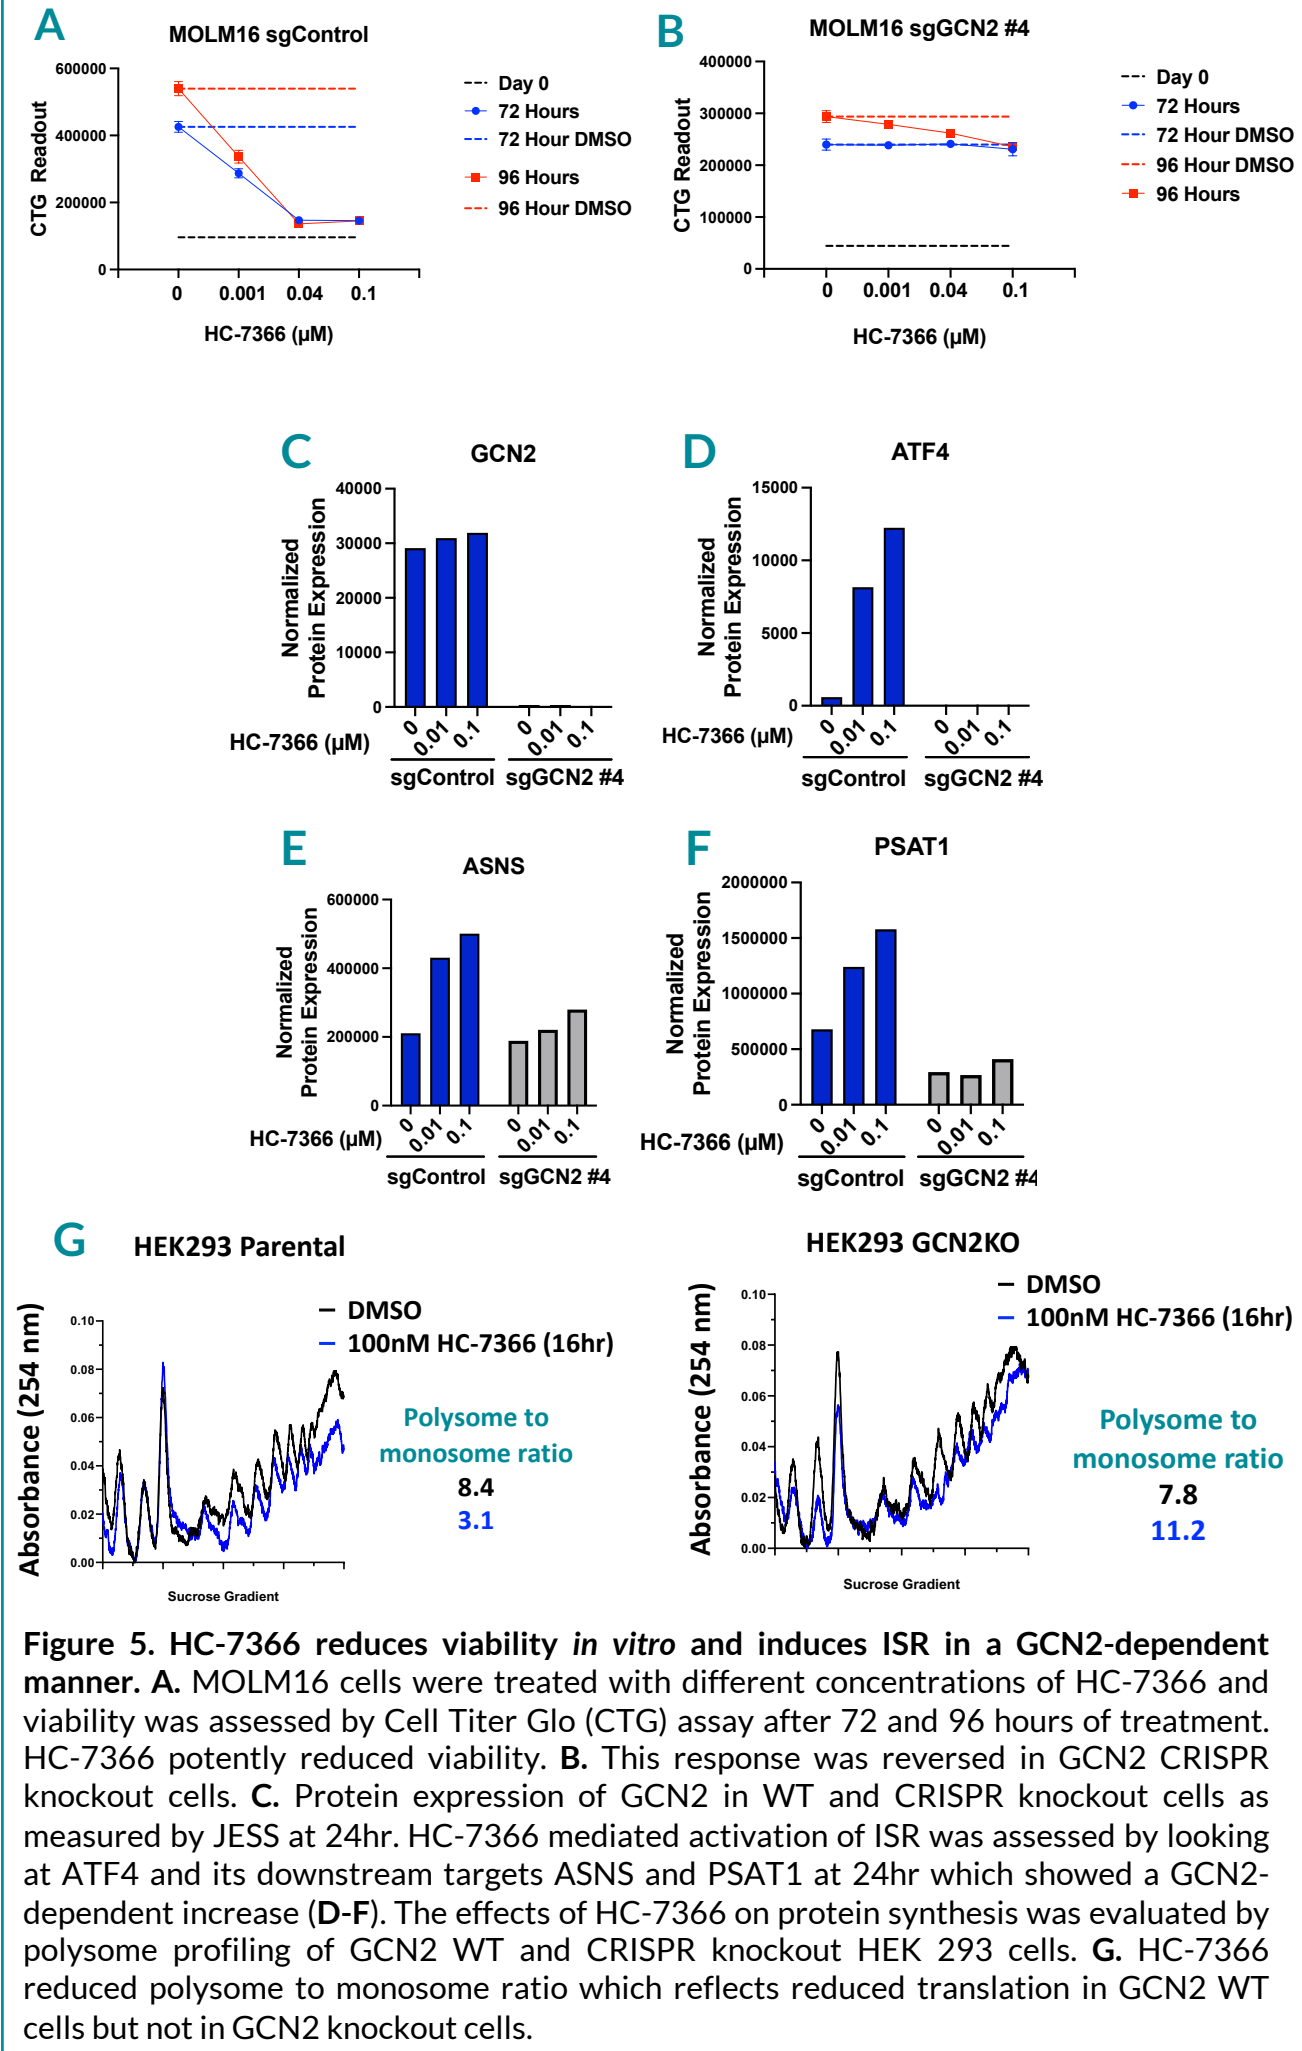 A
MOLM16 sgControl
CTG Readout
600000
400000
200000
0
0 0.001 0.04 0.1
HC-7366 (µM)
Day 0
72 Hours
72 Hour DMSO
96 Hours
96 Hour DMSO
B
MOLM16 sgGCN2 #4
CTG Readout
400000
300000
200000
100000
0
0 0.001 0.04 0.1
HC-7366 (µM)
Day 0
72 Hours
72 Hour DMSO
96 Hour DMSO
96 Hours
C
GCN2
Normalized
Protein Expression
40000
30000
20000
10000
0
HC-7366 (µM)
0 0.01 0.1 0 0.01 0.1
sgControl sgGCN2 #4
D
ATF4
Normalized
Protein Expression
15000
10000
5000
0
HC-7366 (µM)
0 0.01 0.1 0 0.01 0.1
sgControl sgGCN2 #4
E
ASNS
Normalized
Protein Expression
600000
400000
200000
0
HC-7366 (µM)
0 0.01 0.1 0 0.01 0.1
sgControl sgGCN2 #4
F
PSAT1
Normalized
Protein Expression
2000000
1500000
1000000
500000
0
HC-7366 (µM)
0 0.01 0.1 0 0.01 0.1
sgControl sgGCN2 #4
G
HEK293 Parental
DMSO
100nM HC-7366 (16hr)
Absorbance (254 nm)
0.10
0.08
0.06
0.04
0.02
0.00
Sucrose Gradient
Polysome to
monosome ratio
8.4
3.1
HEK293 GCN2KO
DMSO
100nM HC-7366 (16hr)
Absorbance (254 nm)
0.10
0.08
0.06
0.04
0.02
0.00
Sucrose Gradient
Polysome to
monosome ratio
7.8
11.2
Figure 5. HC-7366 reduces viability in vitro and induces ISR in a GCN2-dependent
manner. A. MOLM16 cells were treated with different concentrations of HC-7366 and
viability was assessed by Cell Titer Glo (CTG) assay after 72 and 96 hours of treatment.
HC-7366 potently reduced viability. B. This response was reversed in GCN2 CRISPR
knockout cells. C. Protein expression of GCN2 in WT and CRISPR knockout cells as
measured by JESS at 24hr. HC-7366 mediated activation of ISR was assessed by looking
at ATF4 and its downstream targets ASNS and PSAT1 at 24hr which showed a GCN2-
dependent increase (D-F). The effects of HC-7366 on protein synthesis was evaluated by
polysome profiling of GCN2 WT and CRISPR knockout HEK 293 cells. G. HC-7366
reduced polysome to monosome ratio which reflects reduced translation in GCN2 WT
cells but not in GCN2 knockout cells.